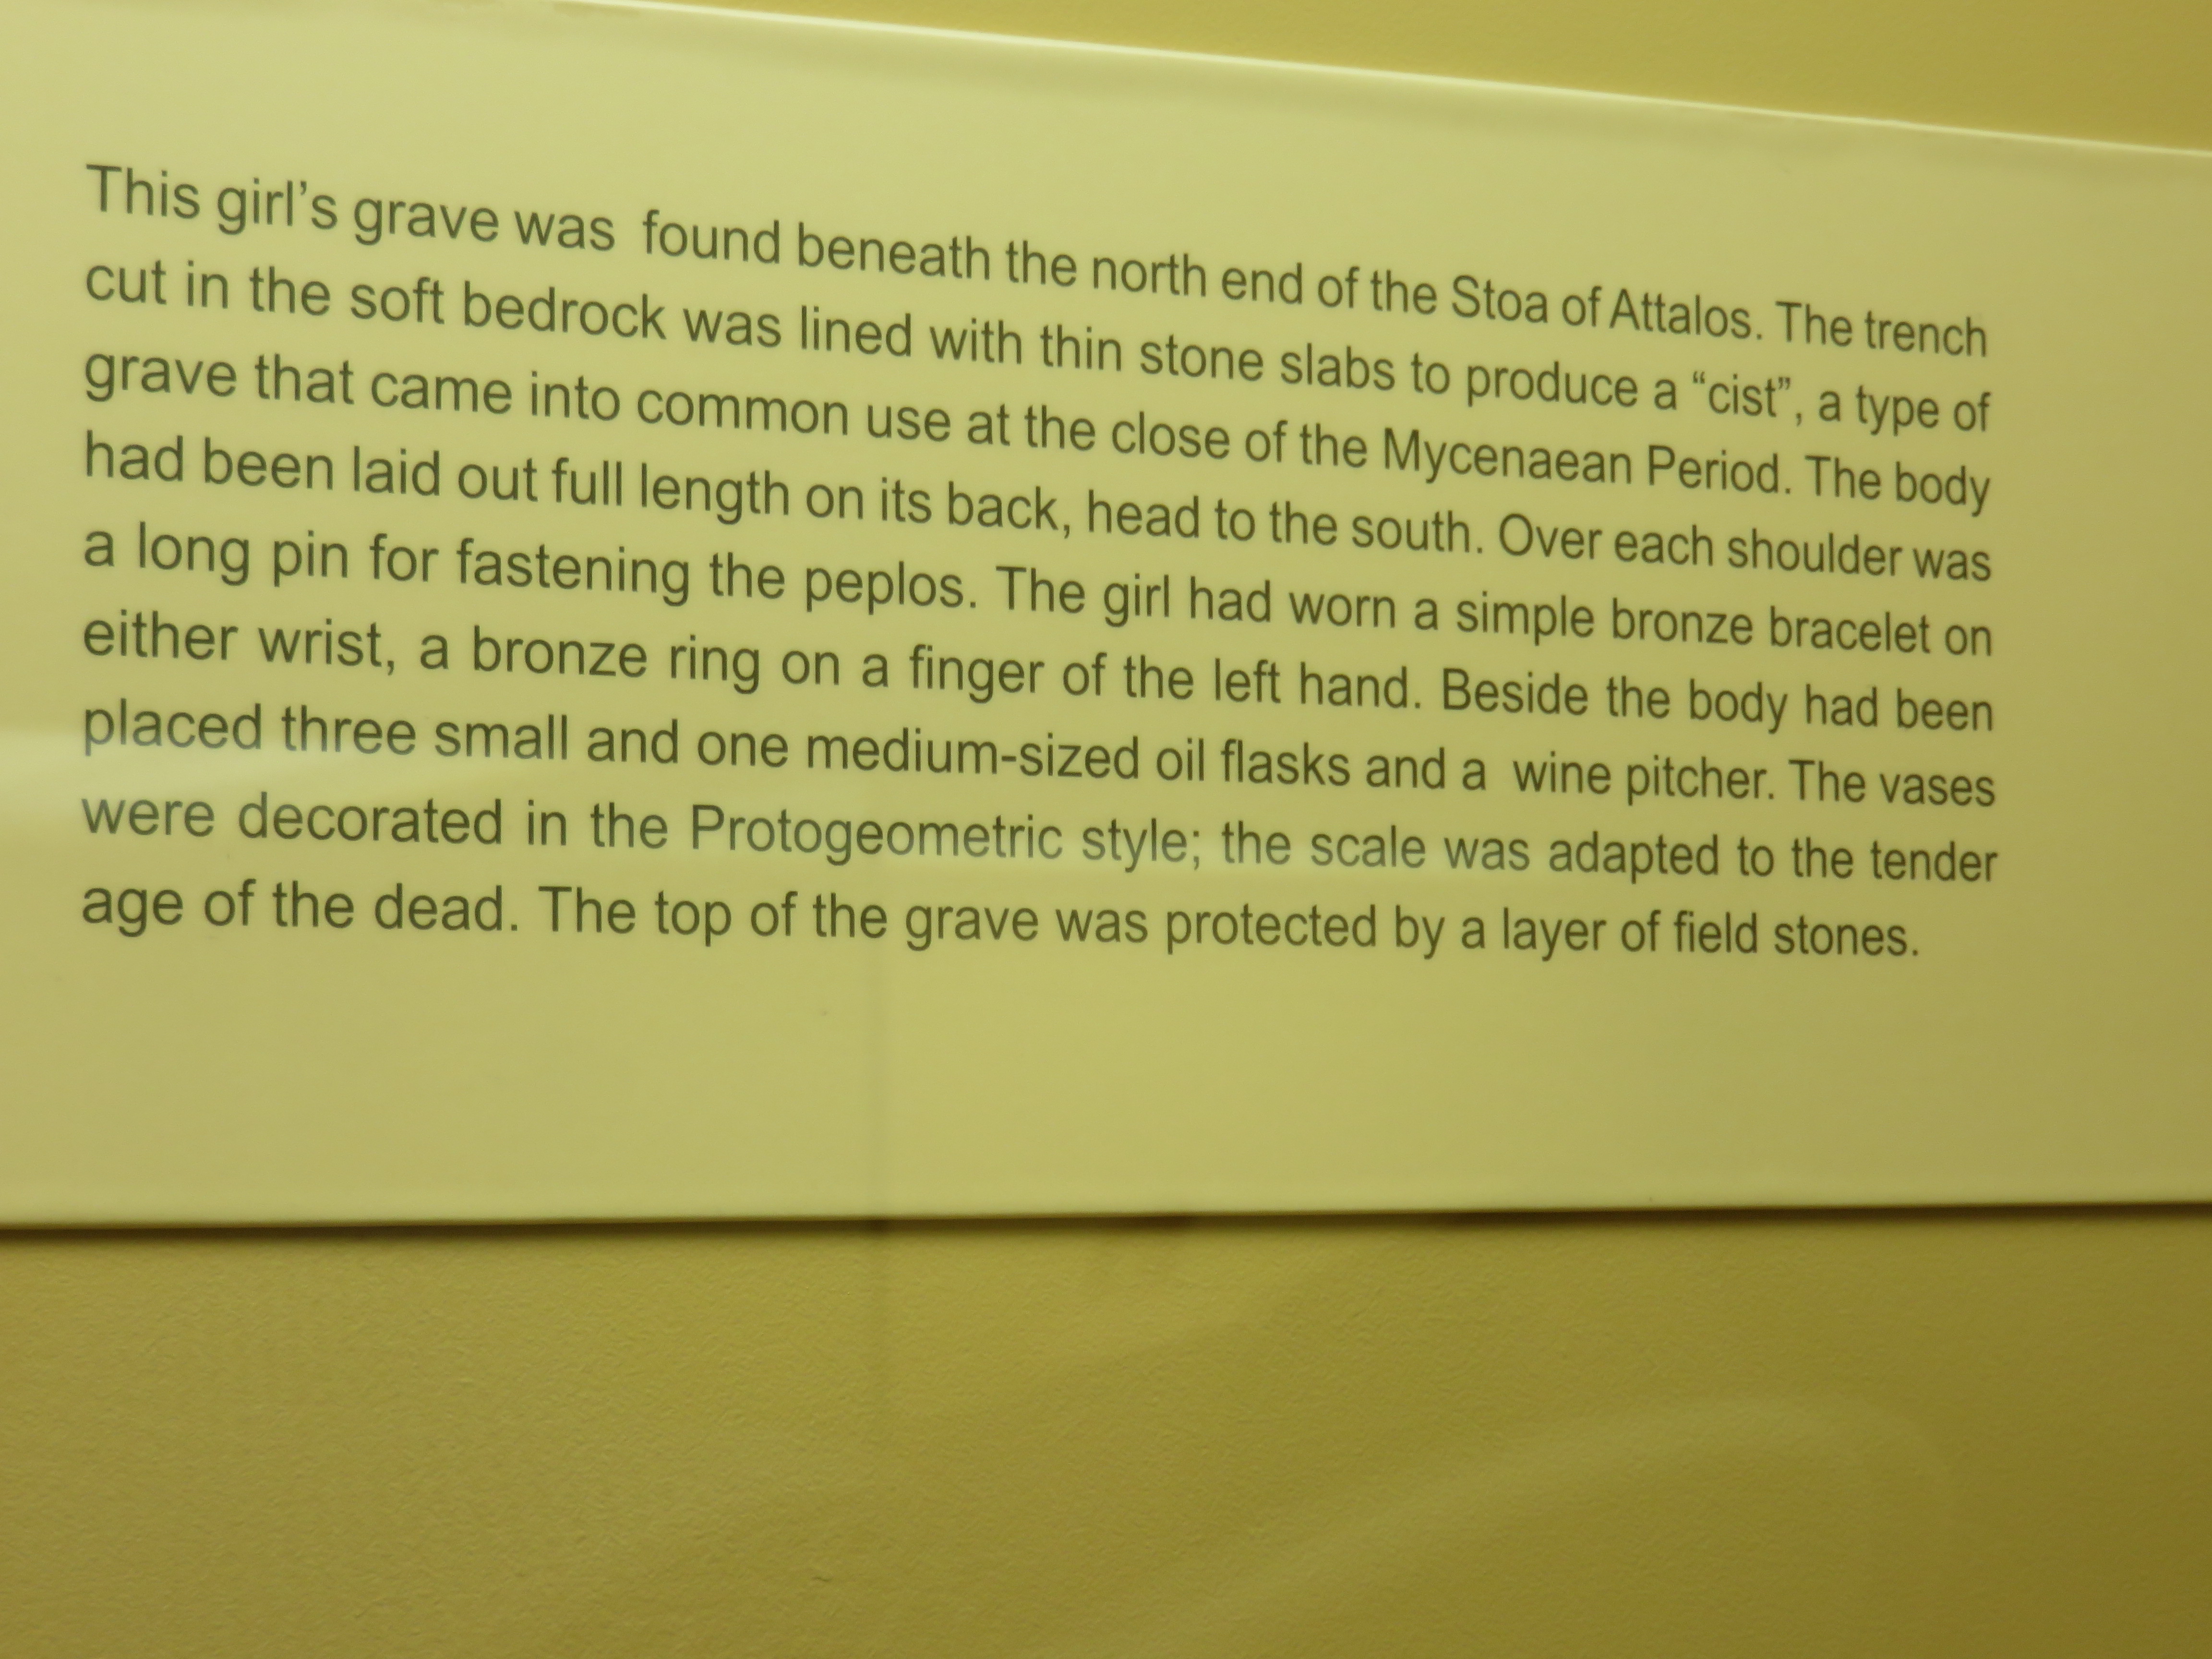 This girl’s grave was found beneath the north end of the Stoa of Attalos. The trench
cut in the soft bedrock was lined with thin stone slabs to produce a “cist”, a type of
grave that came into common use at the close of the Mycenaean Period. The body
had been laid out full length on its back, head to the south. Over each shoulder was
a long pin for fastening the peplos. The girl had worn a simple bronze bracelet on
either wrist, a bronze ring on a finger of the left hand. Beside the body had been
placed three small and one medium-sized oil flasks and a wine pitcher. The vases
were decorated in the Protogeometric style; the scale was adapted to the tender
age of the dead. The top of the grave was protected by a layer of field stones.